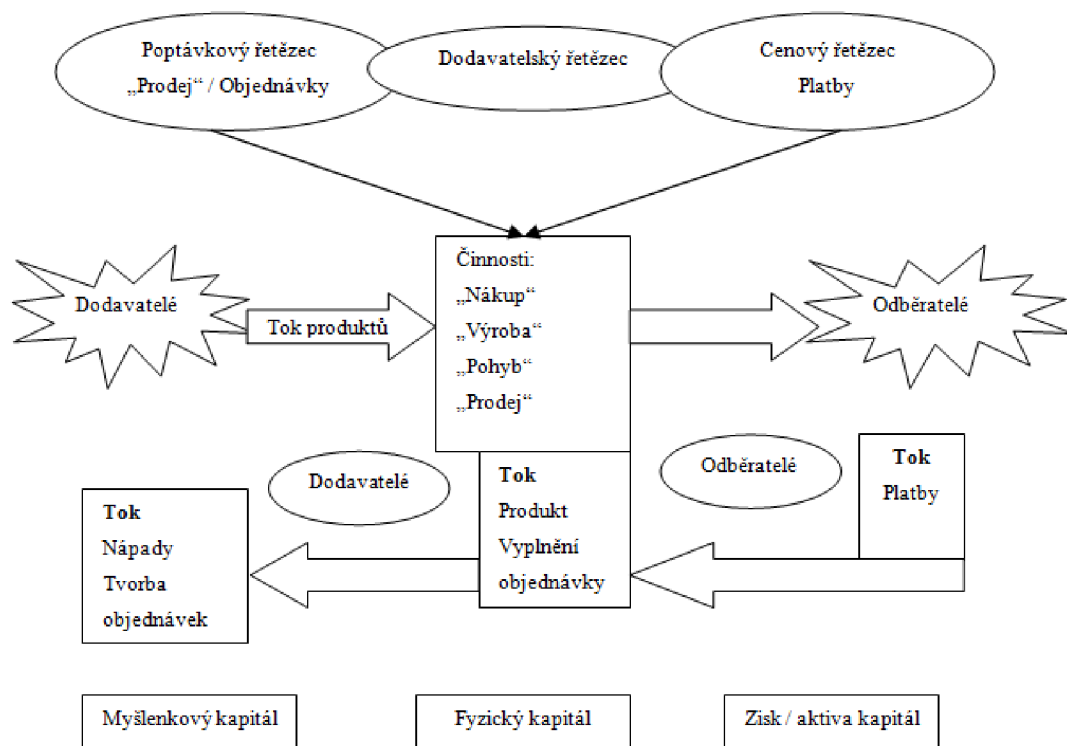 Poptávkový řetězec
„Prodej“ / Objednávky
Dodavatelský řetězec
Cenový řetězec
Platby
Dodavatelé
Tok produktů
Činnosti:
„Nákup“
„Výroba“
„Pohyb“
„Prodej“
Odběratelé
Tok
Nápady
Tvorba
objednávek
Dodavatelé
Tok
Produkt
Vyplnění
objednávky
Odběratelé
Tok
Platby
Myšlenkový kapitál
Fyzický kapitál
Zisk / aktiva kapitál